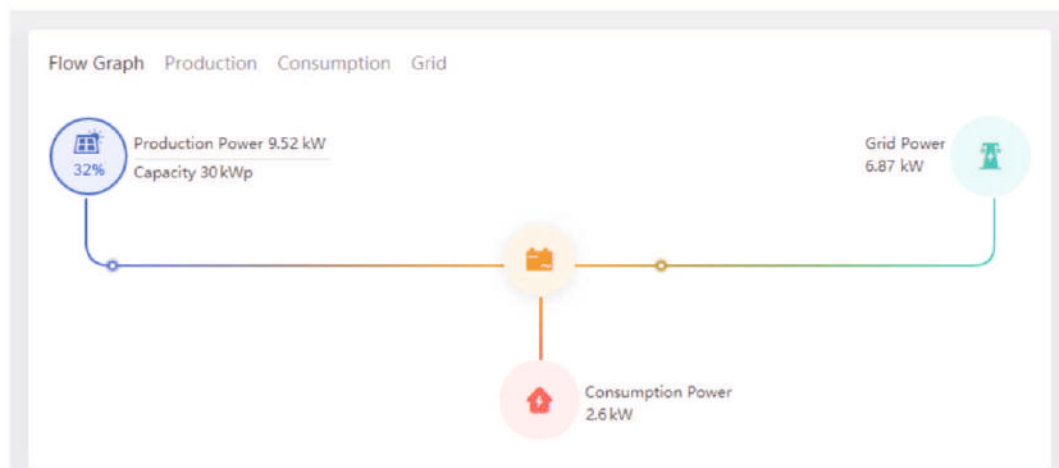 Flow Graph Production Consumption Grid
Production Power 9.52 kW
32%
Capacity 30 kWp
Grid Power
6.87 kW
Consumption Power
2.6 kW